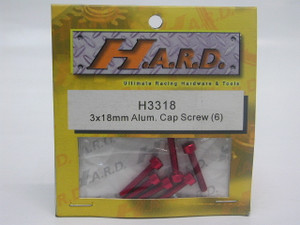 H.A.R.D.
Ultimate Racing Hardware & Tools
H3318
3x18mm Alum. Cap Screw (6)